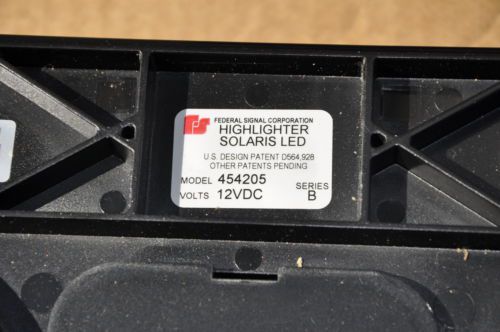 FEDERAL SIGNAL CORPORATION
HIGHLIGHTER
SOLARIS LED
U.S. DESIGN PATENT D564,928
OTHER PATENTS PENDING
MODEL 454205 SERIES
VOLTS 12VDC B